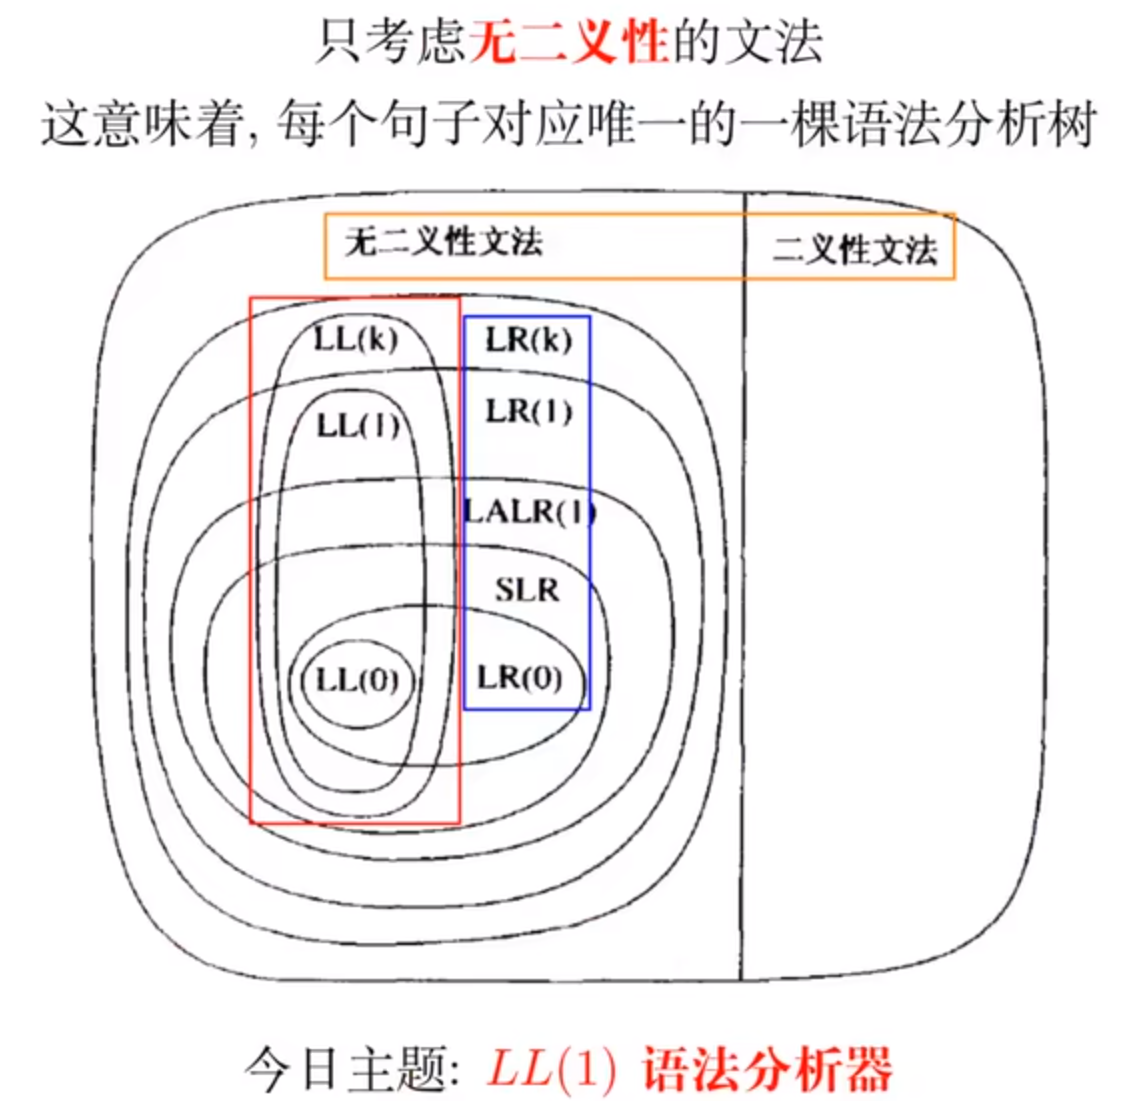 只考虑无二义性的文法
这意味着, 每个句子对应唯一的一棵语法分析树
无二义性文法
二义性文法
LL(k)
LR(k)
LL(1)
LR(1)
LALR(1)
SLR
LL(0)
LR(0)
今日主题: LL(1) 语法分析器